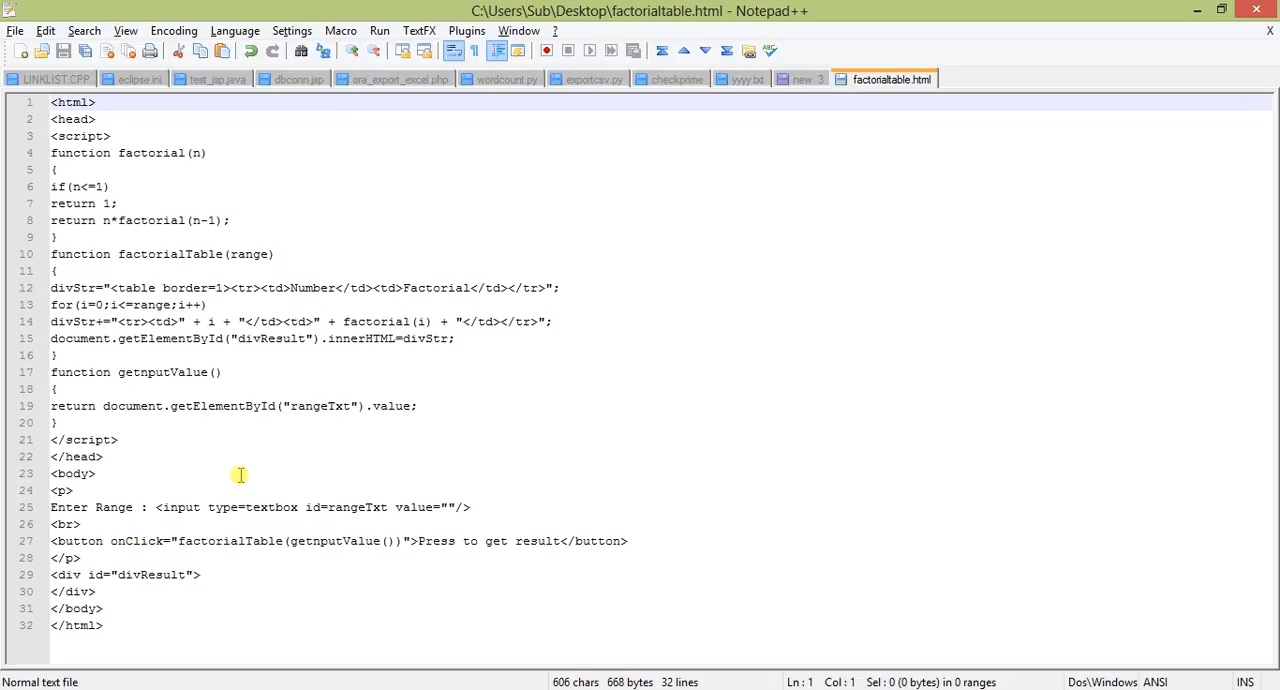 C:\Users\Sub\Desktop\factorialtable.html - Notepad++
File Edit Search View Encoding Language Settings Macro Run TextFX Plugins Window ? X
LINKLIST.CPP eclipse.ini test_jsp.java dbconn.jsp ora_export_excel.php wordcount.py exportcsv.py checkprime yyyy.txt new 3 factorialtable.html
1 <html>
2 <head>
3 <script>
4 function factorial(n)
5 {
6 if(n<=1)
7 return 1;
8 return n*factorial(n-1);
9 }
10 function factorialTable(range)
11 {
12 divStr="<table border=1><tr><td>Number</td><td>Factorial</td></tr>";
13 for(i=0;i<=range;i++)
14 divStr+="<tr><td>" + i + "</td><td>" + factorial(i) + "</td></tr>";
15 document.getElementById("divResult").innerHTML=divStr;
16 }
17 function getnputValue()
18 {
19 return document.getElementById("rangeTxt").value;
20 }
21 </script>
22 </head>
23 <body>
24 <p>
25 Enter Range : <input type=textbox id=rangeTxt value=""/>
26 <br>
27 <button onClick="factorialTable(getnputValue())">Press to get result</button>
28 </p>
29 <div id="divResult">
30 </div>
31 </body>
32 </html>
Normal text file 606 chars 668 bytes 32 lines Ln : 1 Col : 1 Sel : 0 (0 bytes) in 0 ranges Dos\Windows ANSI INS